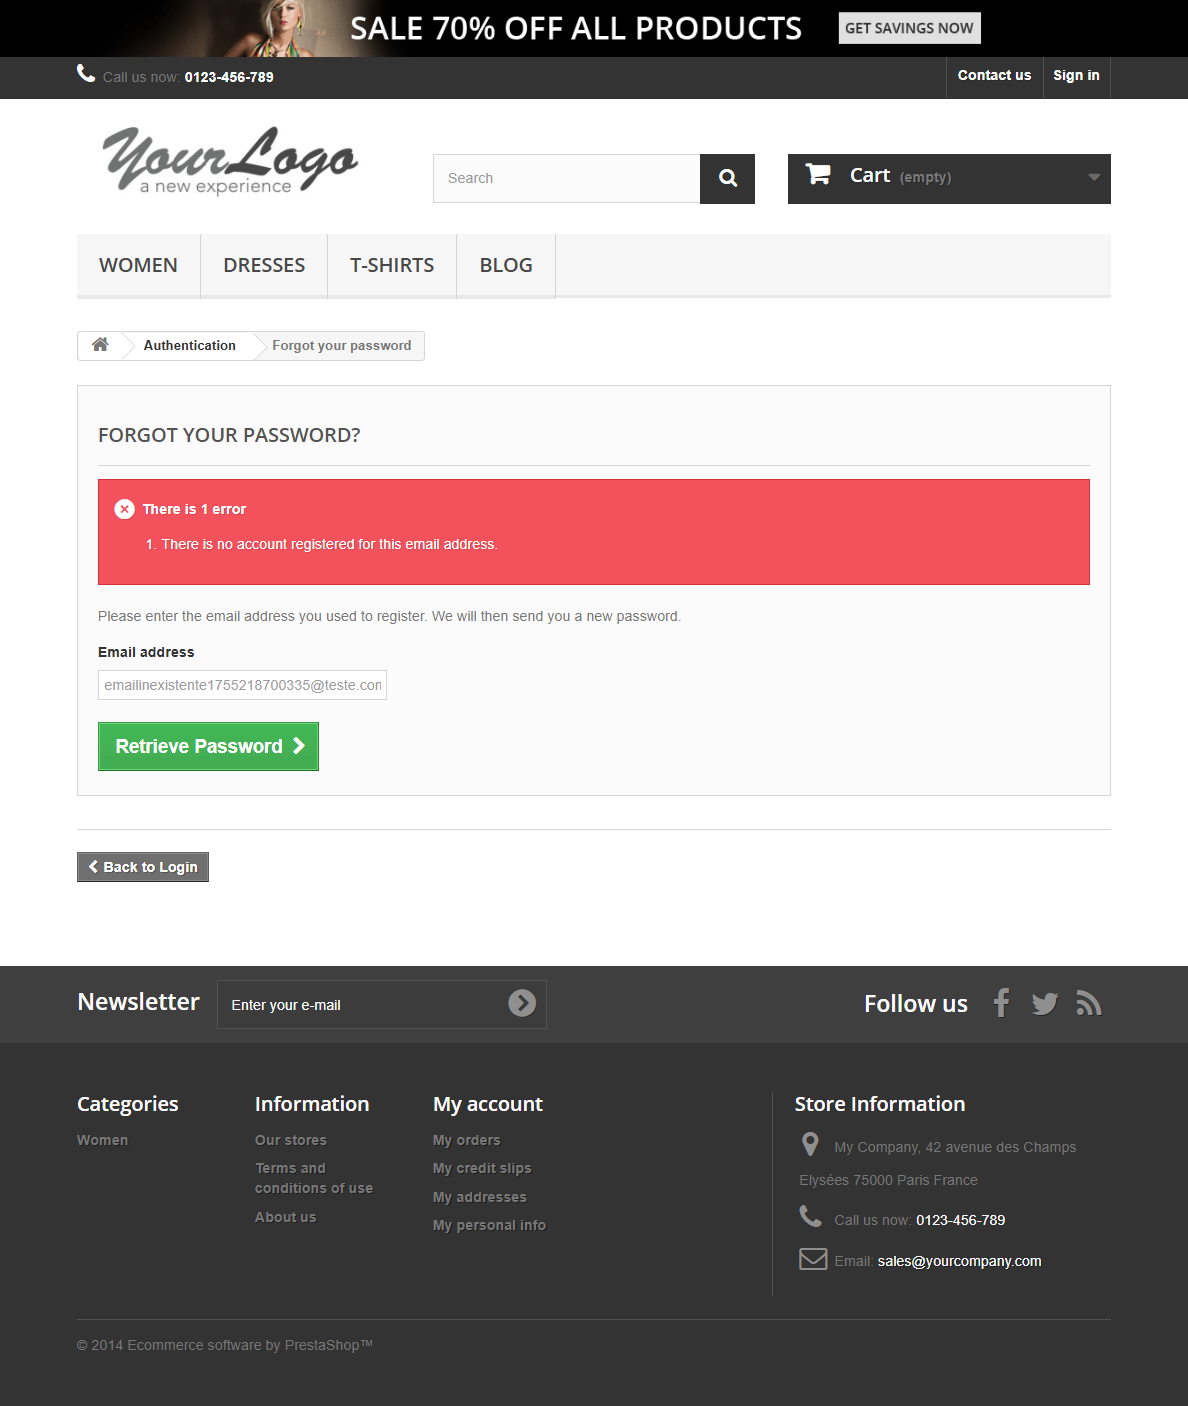 SALE 70% OFF ALL PRODUCTS GET SAVINGS NOW
Call us now: 0123-456-789 Contact us Sign in
YourLogo
a new experience
Search
Cart (empty)
WOMEN DRESSES T-SHIRTS BLOG
Authentication Forgot your password
FORGOT YOUR PASSWORD?
There is 1 error
1. There is no account registered for this email address.
Please enter the email address you used to register. We will then send you a new password.
Email address
emailinexistente1755218700335@teste.con
Retrieve Password
Back to Login
Newsletter Enter your e-mail Follow us
Categories
Women
Information
Our stores
Terms and
conditions of use
About us
My account
My orders
My credit slips
My addresses
My personal info
Store Information
My Company, 42 avenue des Champs
Elysées 75000 Paris France
Call us now: 0123-456-789
Email: sales@yourcompany.com
© 2014 Ecommerce software by PrestaShop™